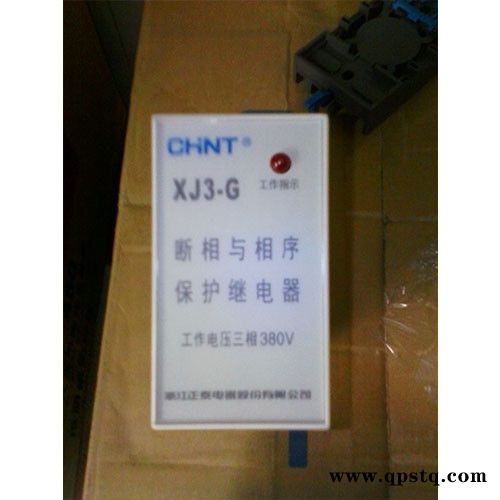 CHNT®
XJ3-G
工作指示
断相与相序
保护继电器
工作电压三相380V
浙江正泰电器股份有限公司
www.qpstq.com